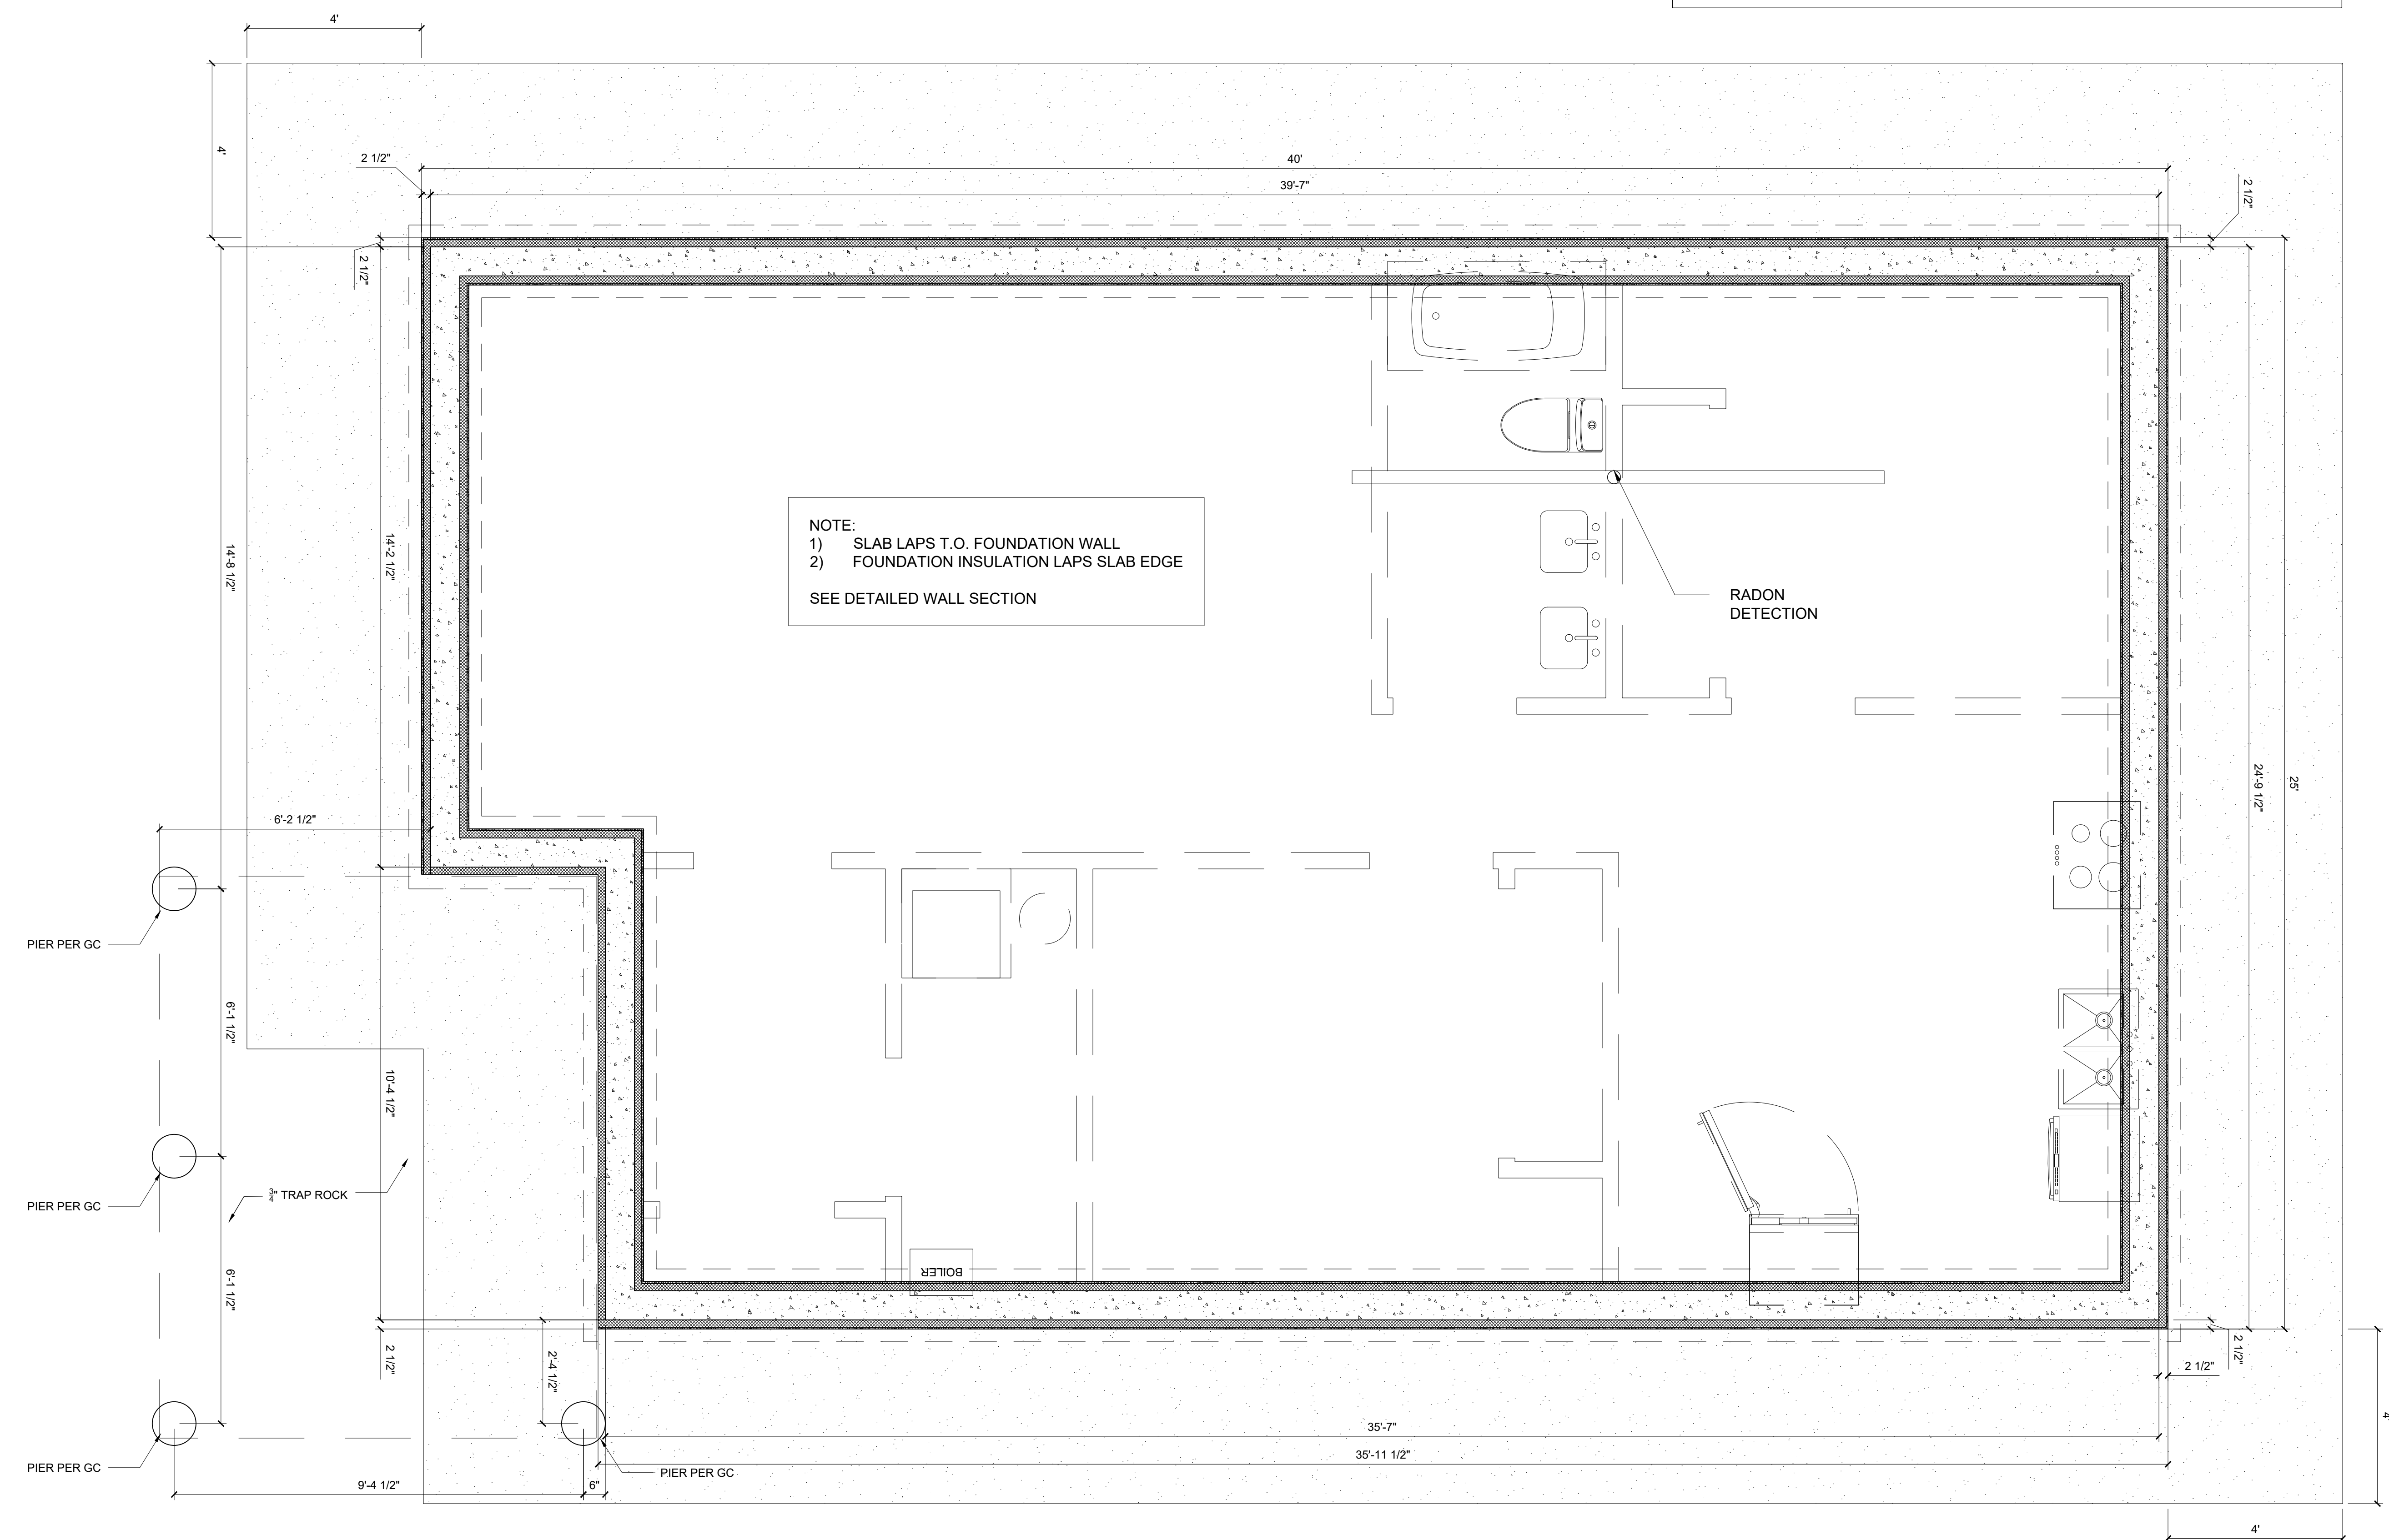 4'
4'
2 1/2"
40'
39'-7"
2 1/2"
2 1/2"
14'-8 1/2"
14'-2 1/2"
NOTE:
1) SLAB LAPS T.O. FOUNDATION WALL
2) FOUNDATION INSULATION LAPS SLAB EDGE
SEE DETAILED WALL SECTION
RADON
DETECTION
24'-9 1/2"
25'
6'-2 1/2"
PIER PER GC
6'-1 1/2"
10'-4 1/2"
PIER PER GC
3/4" TRAP ROCK
6'-1 1/2"
BOILER
2 1/2"
2'-4 1/2"
2 1/2"
2 1/2"
4'
35'-7"
35'-11 1/2"
PIER PER GC
PIER PER GC
9'-4 1/2"
6"
4'